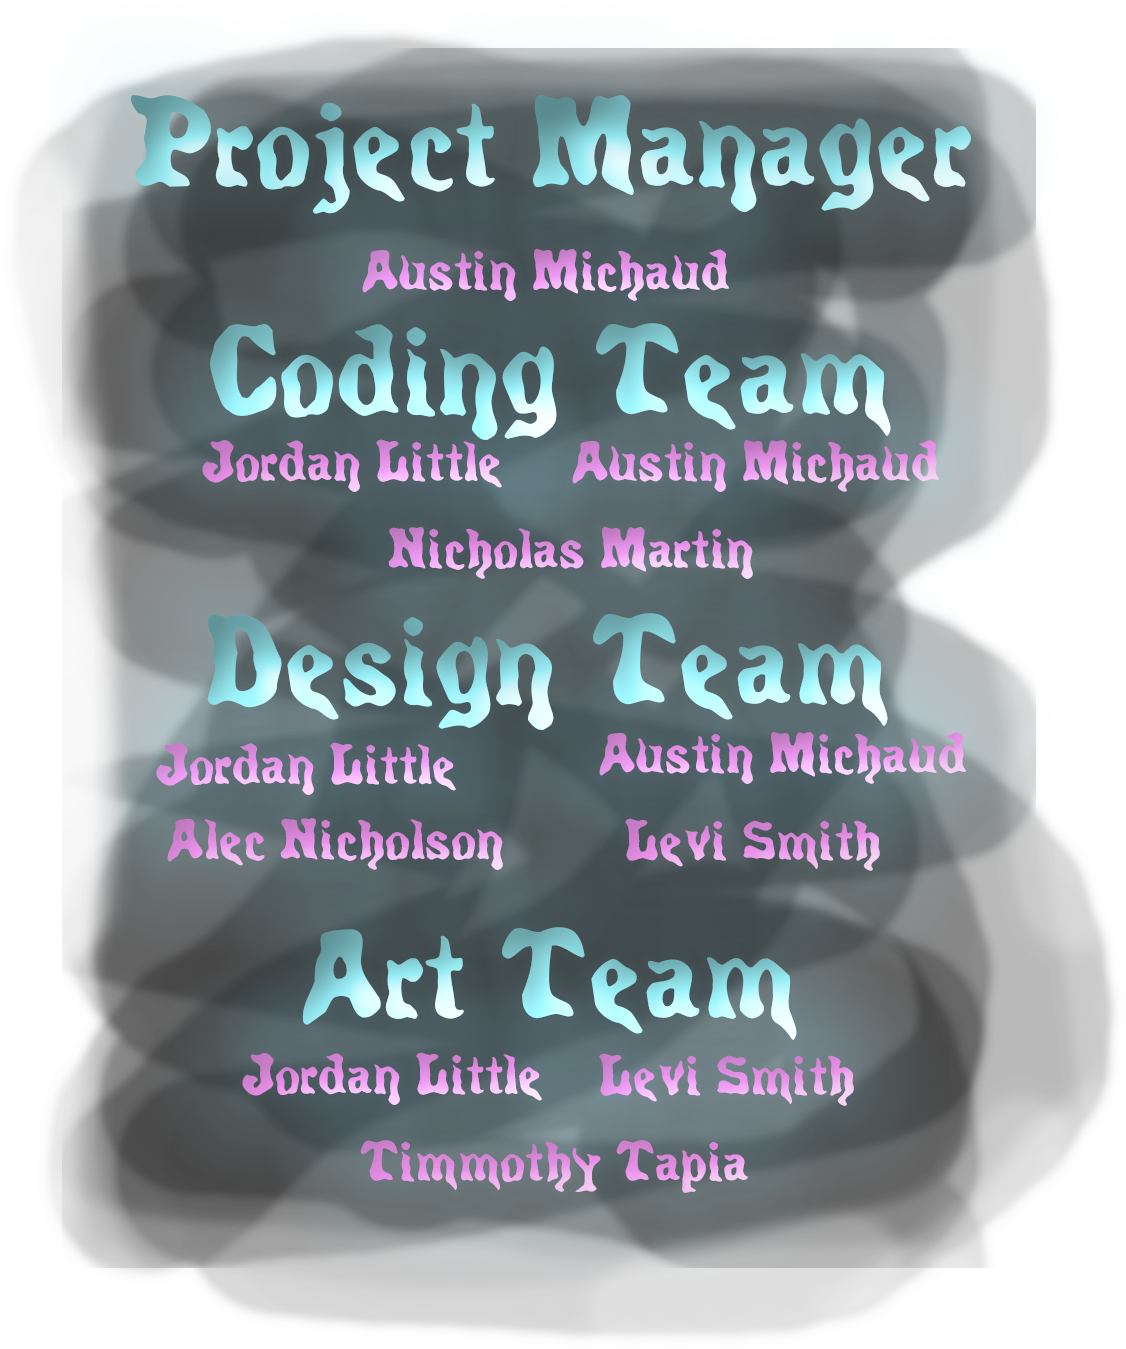 Project Manager
Austin Michaud
Coding Team
Jordan Little Austin Michaud
Nicholas Martin
Design Team
Jordan Little Austin Michaud
Alec Nicholson Levi Smith
Art Team
Jordan Little Levi Smith
Timmothy Tapia